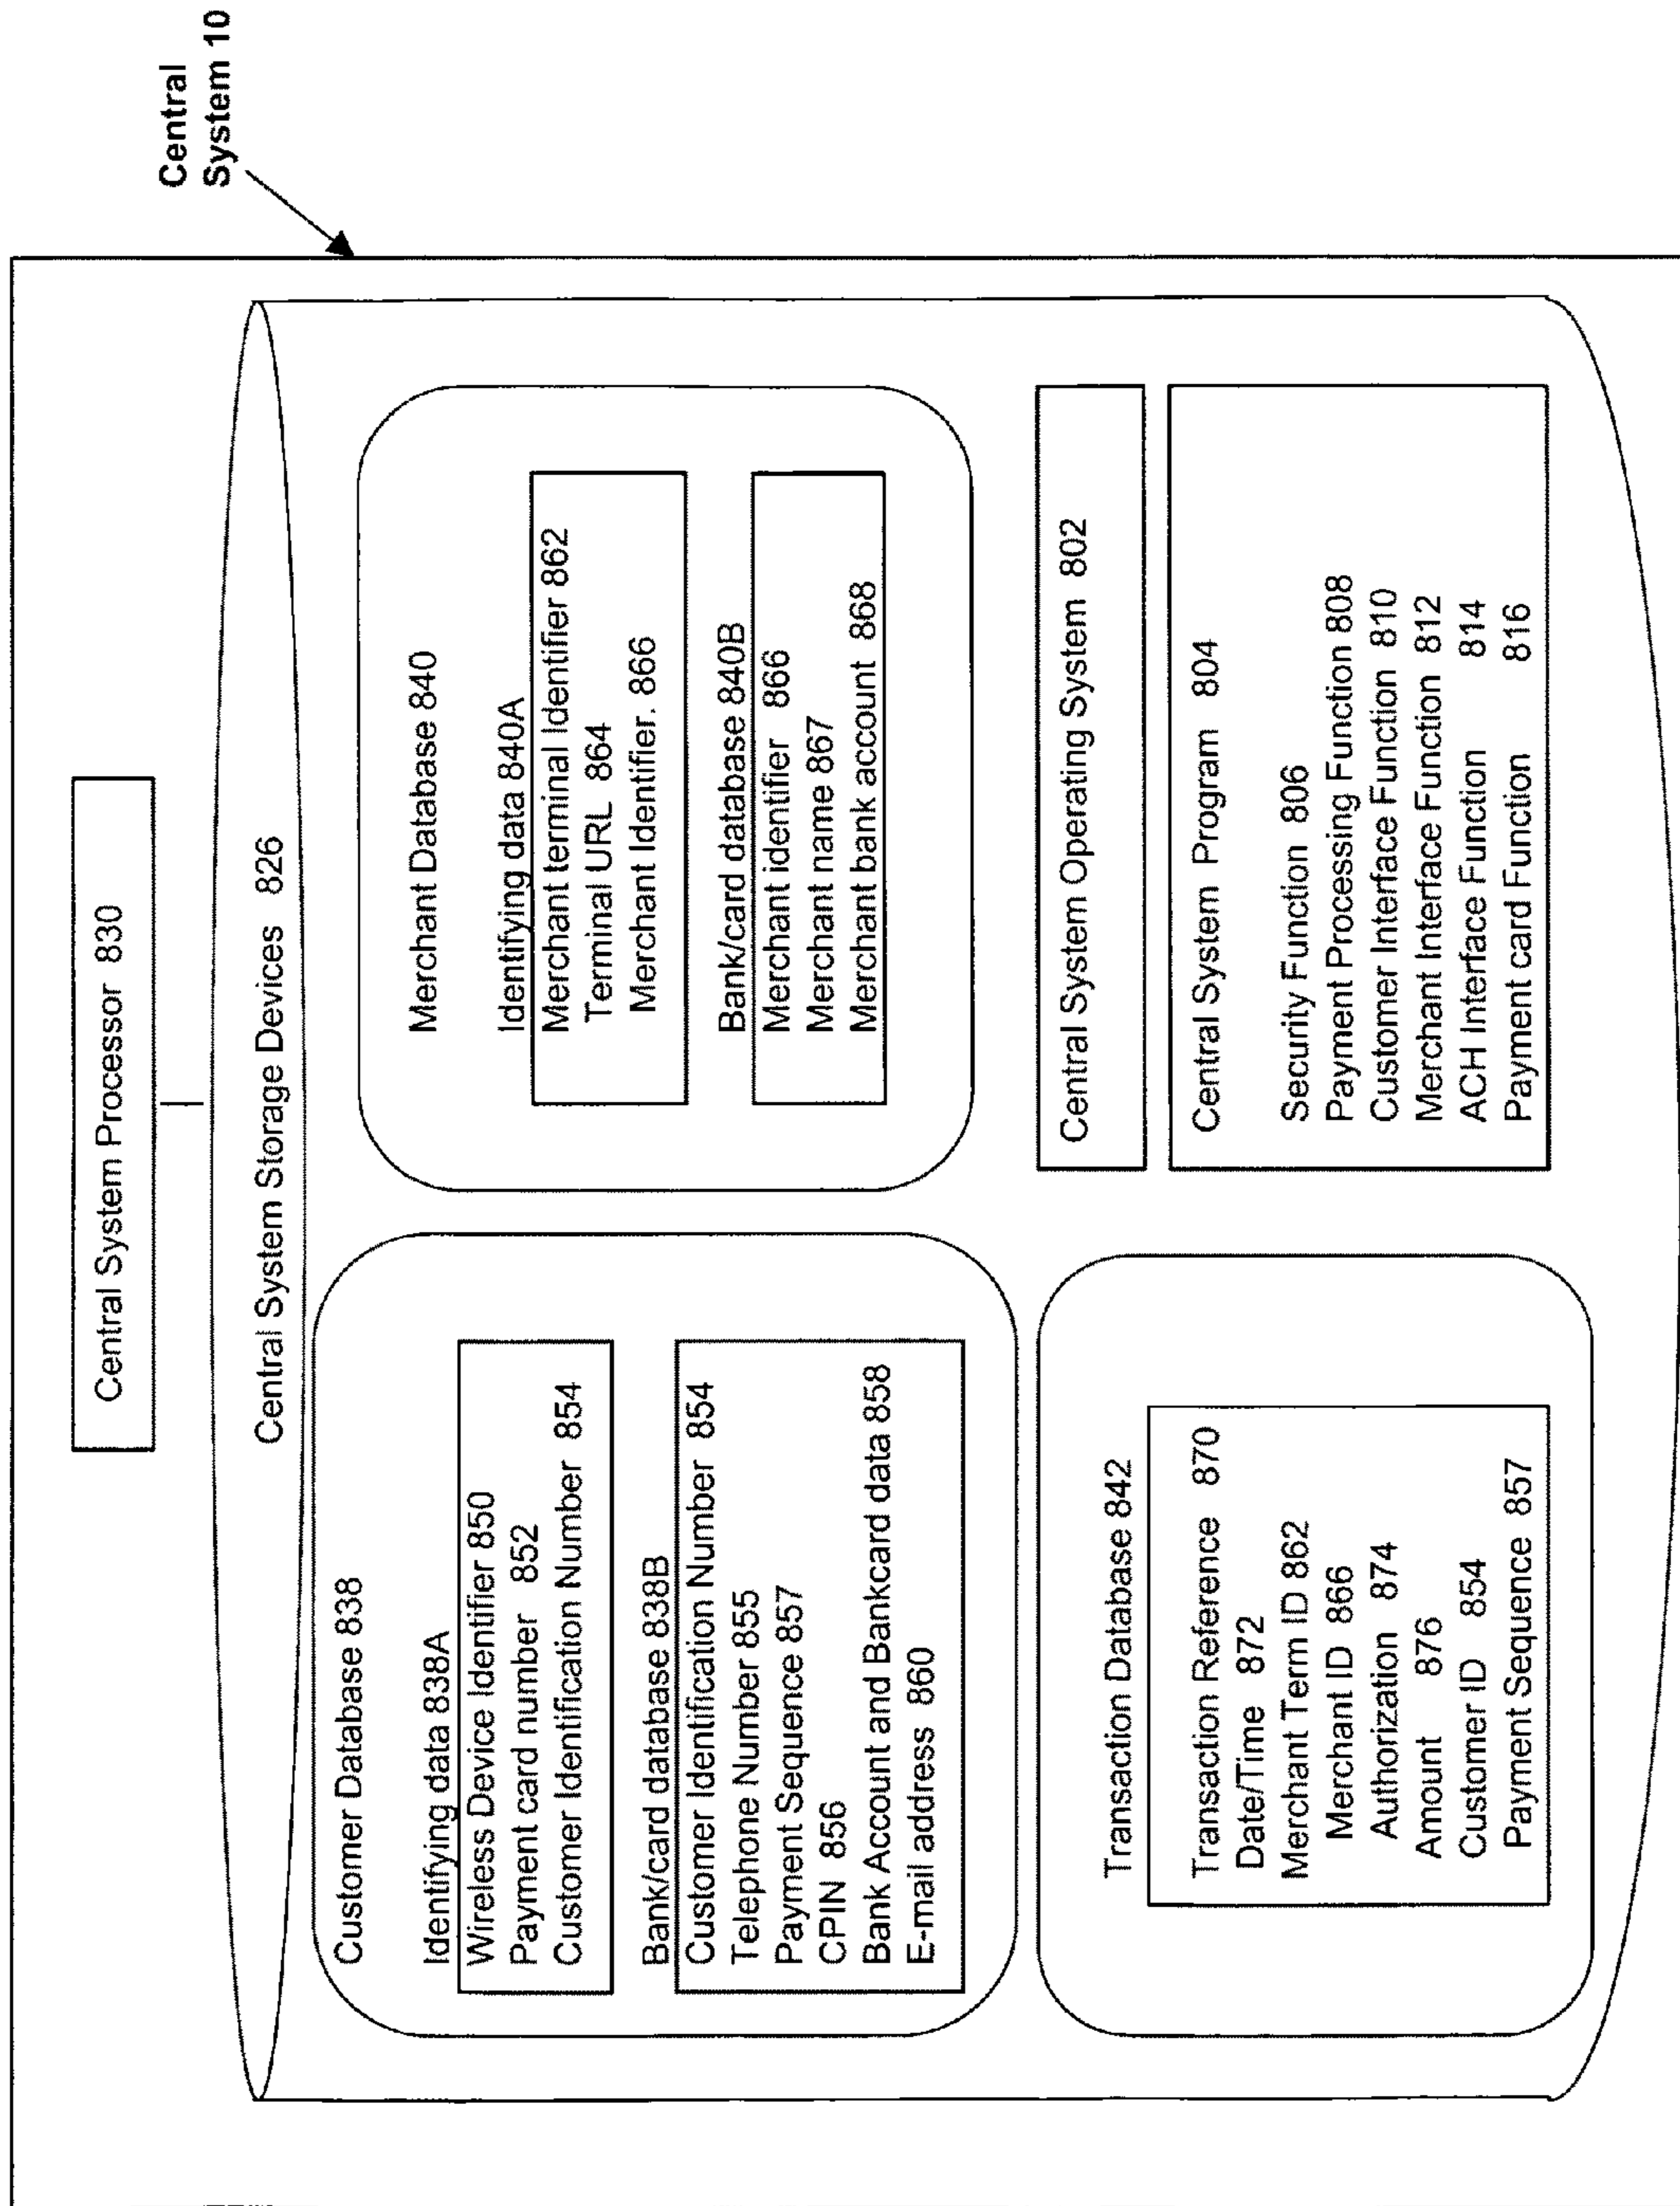 Central
System 10
Central System Processor 830
Central System Storage Devices 826
Customer Database 838
Identifying data 838A
Wireless Device Identifier 850
Payment card number 852
Customer Identification Number 854
Bank/card database 838B
Customer Identification Number 854
Telephone Number 855
Payment Sequence 857
CPIN 856
Bank Account and Bankcard data 858
E-mail address 860
Merchant Database 840
Identifying data 840A
Merchant terminal Identifier 862
Terminal URL 864
Merchant Identifier. 866
Bank/card database 840B
Merchant identifier 866
Merchant name 867
Merchant bank account 868
Transaction Database 842
Transaction Reference 870
Date/Time 872
Merchant Term ID 862
Merchant ID 866
Authorization 874
Amount 876
Customer ID 854
Payment Sequence 857
Central System Operating System 802
Central System Program 804
Security Function 806
Payment Processing Function 808
Customer Interface Function 810
Merchant Interface Function 812
ACH Interface Function 814
Payment card Function 816